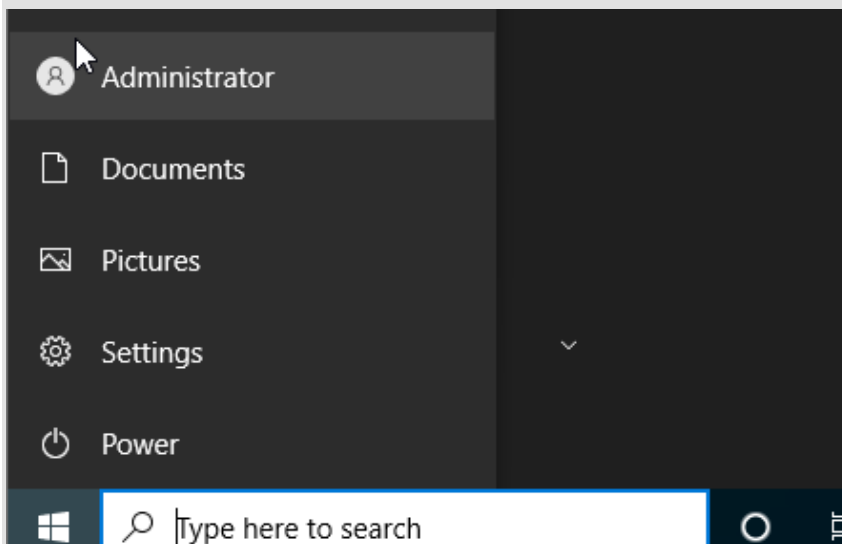 Administrator
Documents
Pictures
Settings
Power
Type here to search